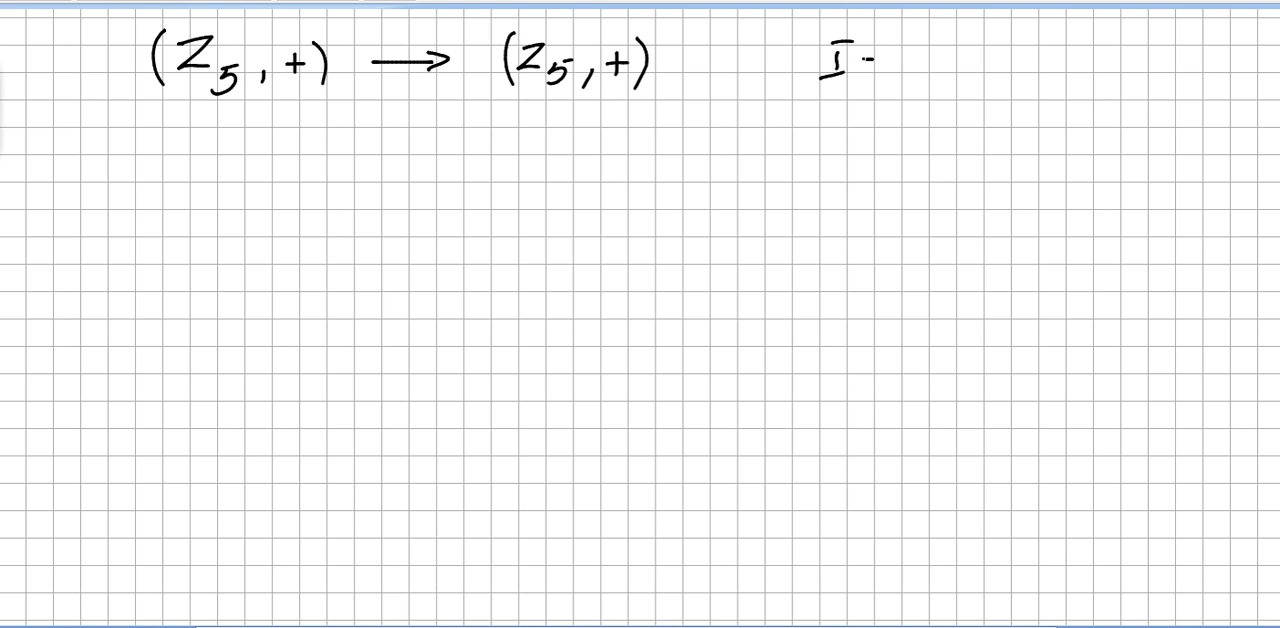 (Z₅, +) ⟶ (Z₅, +) I -